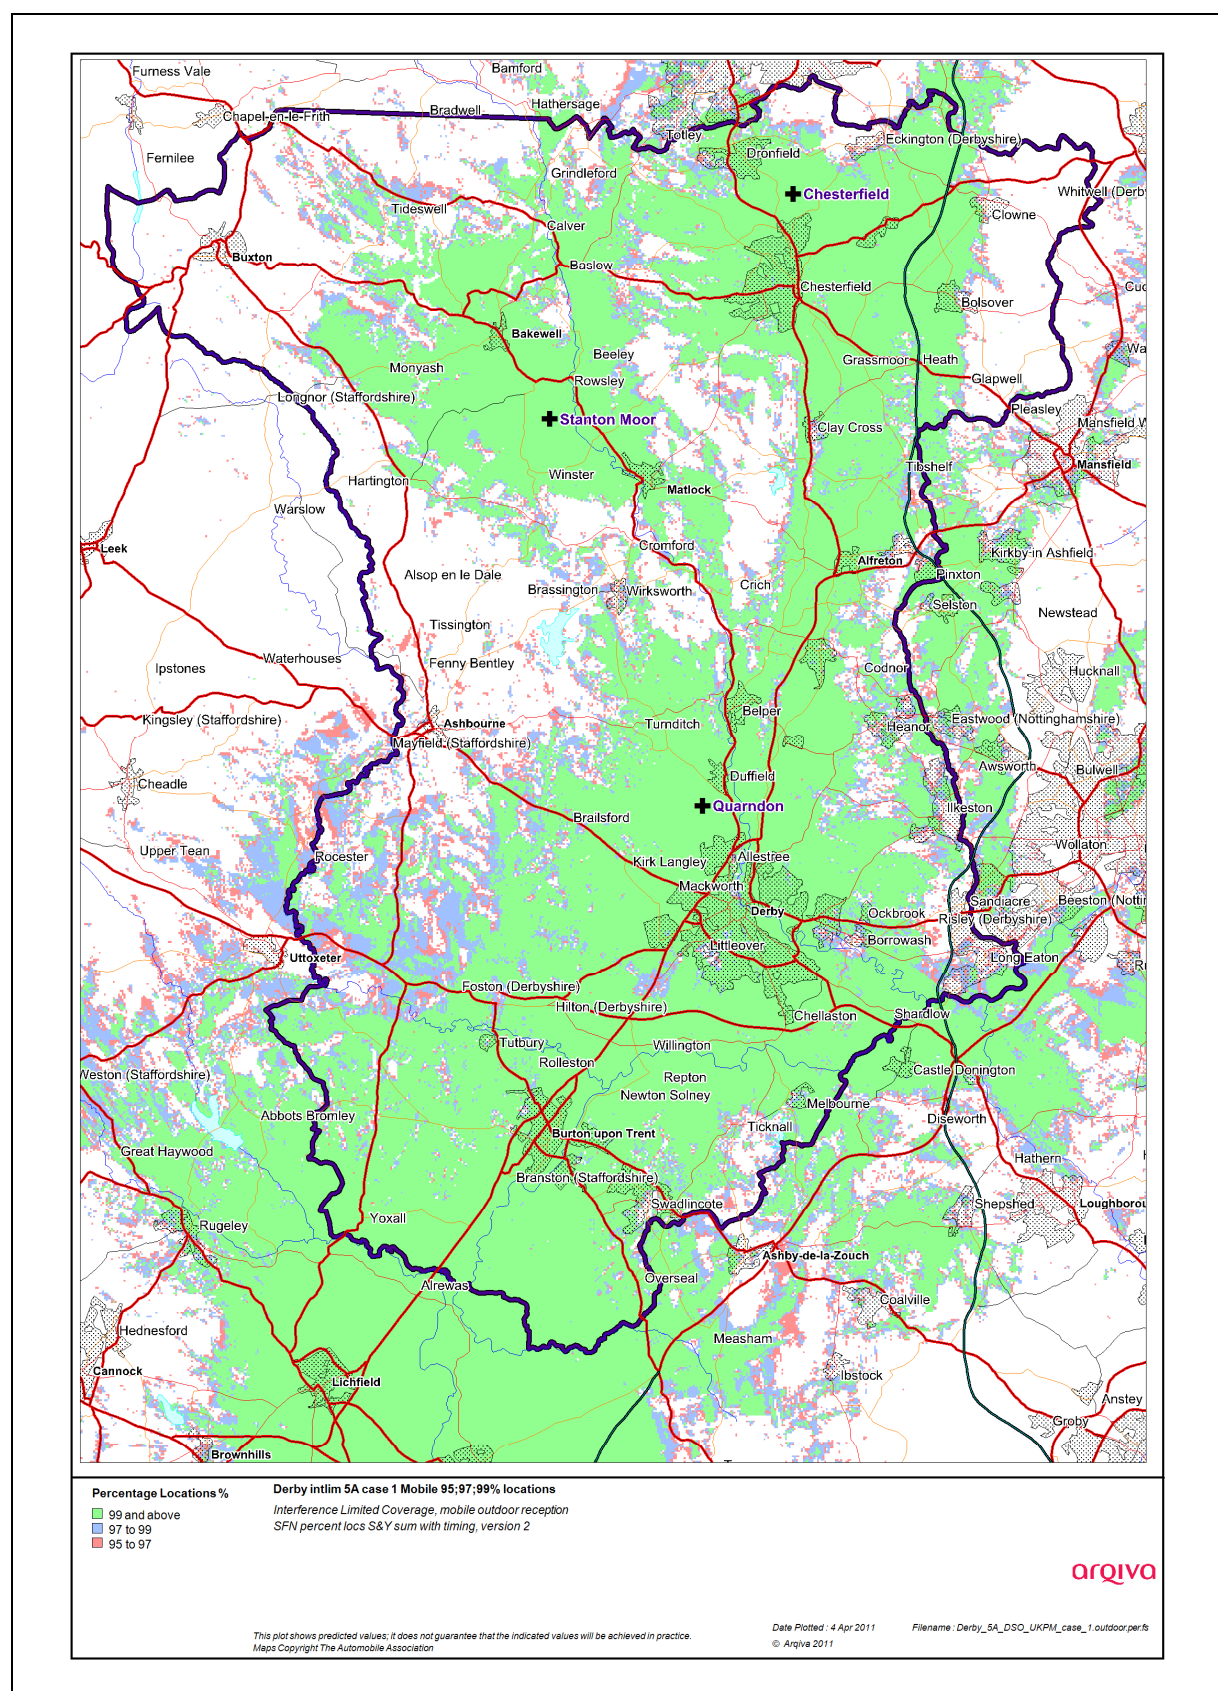 Furness Vale
Bamford
Hathersage
Bradwell
Chapel-en-le-Frith
Totley
Eckington (Derbyshire)
Dronfield
Fernilee
Grindleford
Chesterfield
Whitwell (Derby
Tideswell
Clowne
Calver
Buxton
Baslow
Chesterfield
Cuc
Bolsover
Bakewell
Beeley
Wa
Grassmoor
Heath
Monyash
Rowsley
Glapwell
Longnor (Staffordshire)
Pleasley
Stanton Moor
Clay Cross
Mansfield W
Tibshelf
Mansfield
Winster
Hartington
Matlock
Warslow
Leek
Cromford
Kirkby-in Ashfield
Alfreton
Alsop en le Dale
Pinxton
Brassington
Wirksworth
Crich
Selston
Newstead
Tissington
Waterhouses
Fenny Bentley
Ipstones
Codnor
Hucknall
Kingsley (Staffordshire)
Ashbourne
Turnditch
Belper
Heanor
Eastwood (Nottinghamshire)
Mayfield (Staffordshire)
Awsworth
Bulwell
Cheadle
Duffield
Quarndon
Ilkeston
Brailsford
Upper Tean
Rocester
Kirk Langley
Allestree
Wollaton
Mackworth
Sandiacre
Beeston (Nottin
Derby
Ockbrook
Risley (Derbyshire)
Littleover
Borrowash
Uttoxeter
Long Eaton
Ru
Foston (Derbyshire)
Hilton (Derbyshire)
Chellaston
Shardlow
Tutbury
Willington
Rolleston
Castle Donington
Weston (Staffordshire)
Repton
Newton Solney
Melbourne
Abbots Bromley
Ticknall
Diseworth
Burton upon Trent
Great Haywood
Hathern
Branston (Staffordshire)
Swadlincote
Shepshed
Loughborou
Yoxall
Rugeley
Ashby-de-la-Zouch
Overseal
Alrewas
Coalville
Hednesford
Measham
Cannock
Ibstock
Lichfield
Anstey
Groby
Brownhills
Percentage Locations %
99 and above
97 to 99
95 to 97
Derby intlim 5A case 1 Mobile 95;97;99% locations
Interference Limited Coverage, mobile outdoor reception
SFN percent locs S&Y sum with timing, version 2
arqiva
This plot shows predicted values; it does not guarantee that the indicated values will be achieved in practice.
Maps Copyright The Automobile Association
Date Plotted : 4 Apr 2011
© Arqiva 2011
Filename : Derby_5A_DSO_UKPM_case_1.outdoor.per.fs